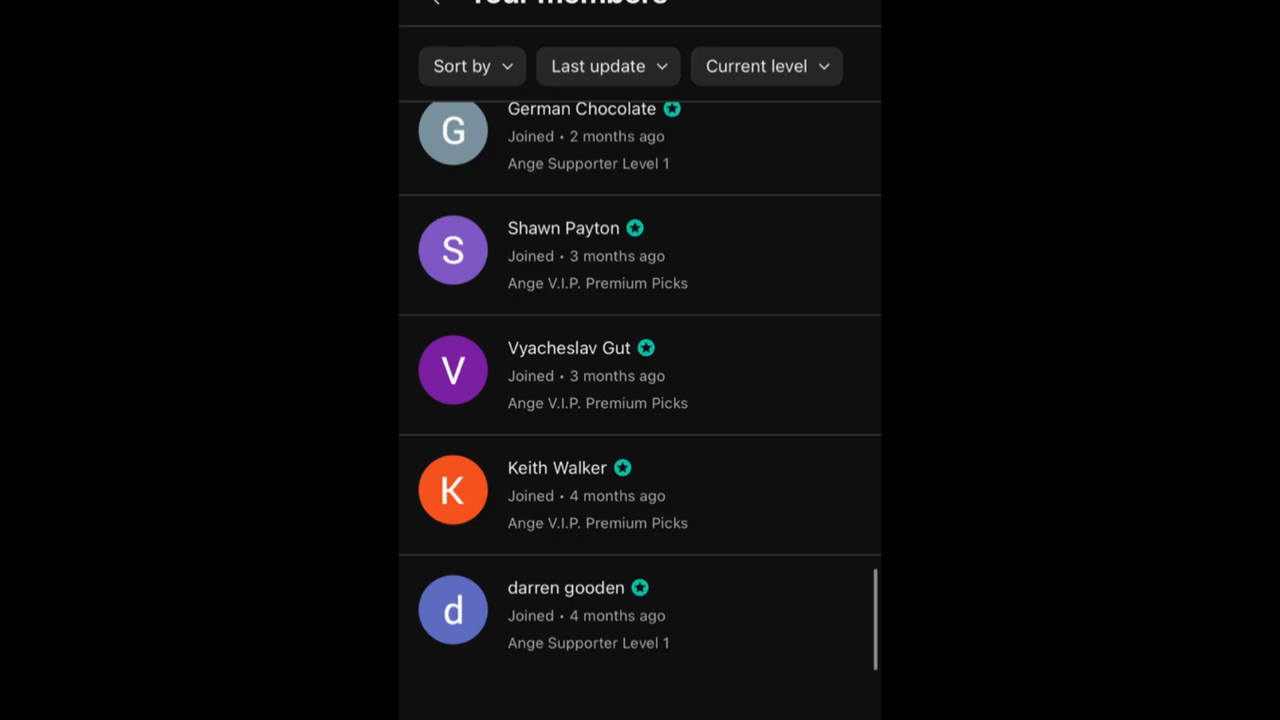 Your members
Sort by
Last update
Current level
G
German Chocolate
Joined • 2 months ago
Ange Supporter Level 1
S
Shawn Payton
Joined • 3 months ago
Ange V.I.P. Premium Picks
V
Vyacheslav Gut
Joined • 3 months ago
Ange V.I.P. Premium Picks
K
Keith Walker
Joined • 4 months ago
Ange V.I.P. Premium Picks
d
darren gooden
Joined • 4 months ago
Ange Supporter Level 1